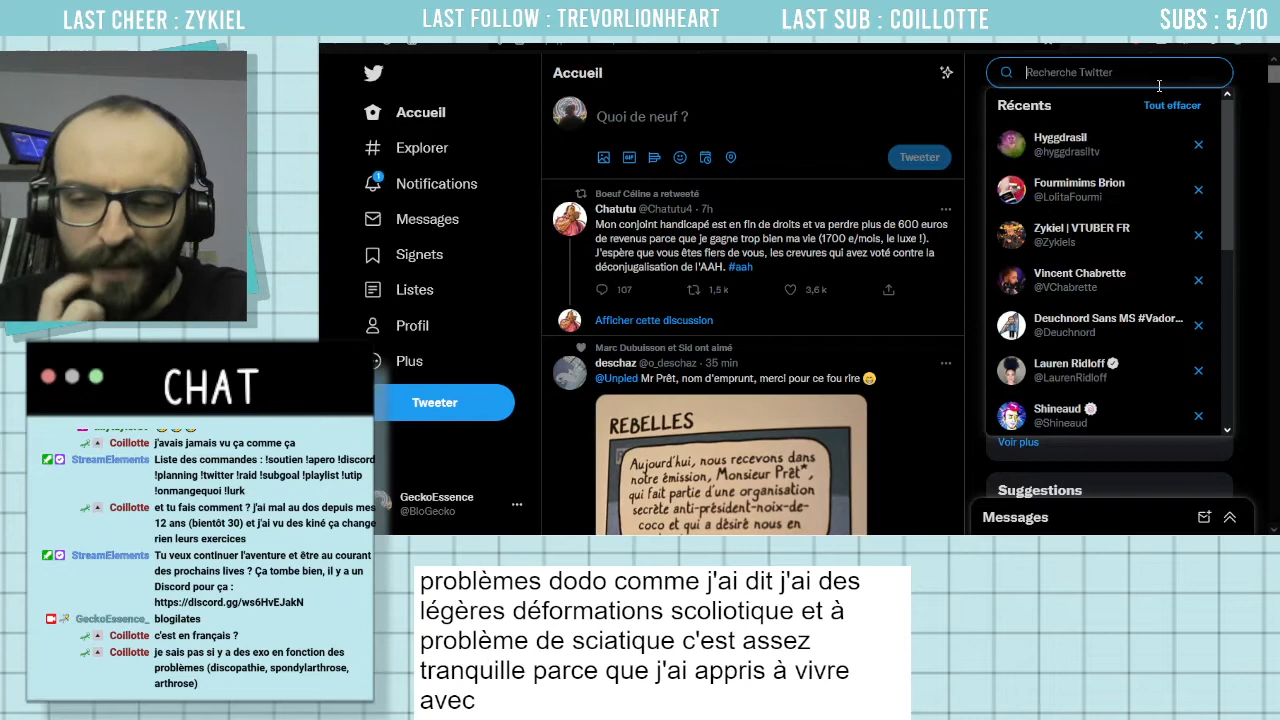 LAST CHEER : ZYKIEL
LAST FOLLOW : TREVORLIONHEART
LAST SUB : COILLOTTE
SUBS : 5/10
Accueil
Explorer
Notifications
1
Messages
Signets
Listes
Profil
Plus
Tweeter
GeckoEssence
@BloGecko
Accueil
Quoi de neuf ?
GIF
Tweeter
Boeuf Céline a retweeté
Chatutu @Chatutu4 · 7h
Mon conjoint handicapé est en fin de droits et va perdre plus de 600 euros
de revenus parce que je gagne trop bien ma vie (1700 e/mois, le luxe !).
J'espère que vous êtes fiers de vous, les crevures qui avez voté contre la
déconjugalisation de l'AAH. #aah
107
1,5 k
3,6 k
Afficher cette discussion
Marc Dubuisson et Sid ont aimé
deschaz @o_deschaz · 35 min
@Unpled Mr Prêt, nom d'emprunt, merci pour ce fou rire
REBELLES
Aujourd'hui, nous recevons dans
notre émission, Monsieur Prêt*,
qui fait partie d'une organisation
secrète anti-président-noix-de-
coco et qui a désiré nous en
Recherche Twitter
Récents
Tout effacer
Hyggdrasil
@hyggdrasiltv
Fourmimims Brion
@LolitaFourmi
Zykiel | VTUBER FR
@Zykiels
Vincent Chabrette
@VChabrette
Deuchnord Sans MS #Vador...
@Deuchnord
Lauren Ridloff
@LaurenRidloff
Shineaud
@Shineaud
Voir plus
Suggestions
Messages
CHAT
Coillotte j'avais jamais vu ça comme ça
StreamElements Liste des commandes : !soutien !apero !discord
!planning !twitter !raid !subgoal !playlist !utip
!onmangequoi !lurk
Coillotte et tu fais comment ? j'ai mal au dos depuis mes
12 ans (bientôt 30) et j'ai vu des kiné ça change
rien leurs exercices
StreamElements Tu veux continuer l'aventure et être au courant
des prochains lives ? Ça tombe bien, il y a un
Discord pour ça :
https://discord.gg/ws6HvEJakN
GeckoEssence_ blogilates
Coillotte c'est en français ?
Coillotte je sais pas si y a des exo en fonction des
problèmes (discopathie, spondylarthrose,
arthrose)
problèmes dodo comme j'ai dit j'ai des
légères déformations scoliotique et à
problème de sciatique c'est assez
tranquille parce que j'ai appris à vivre
avec